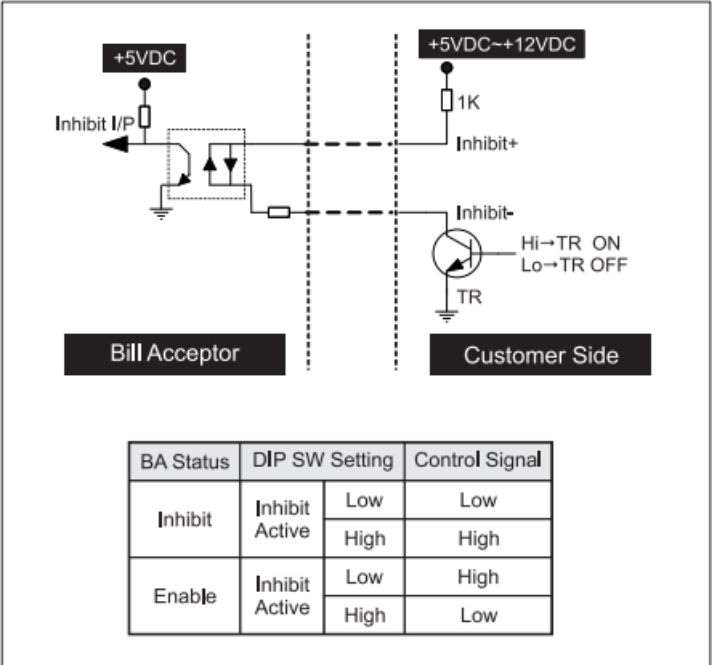 +5VDC
+5VDC~+12VDC
Inhibit I/P
1K
Inhibit+
Inhibit-
Hi→TR ON
Lo→TR OFF
TR
Bill Acceptor
Customer Side
BA Status DIP SW Setting Control Signal
Inhibit Inhibit Active Low Low
High High
Enable Inhibit Active Low High
High Low